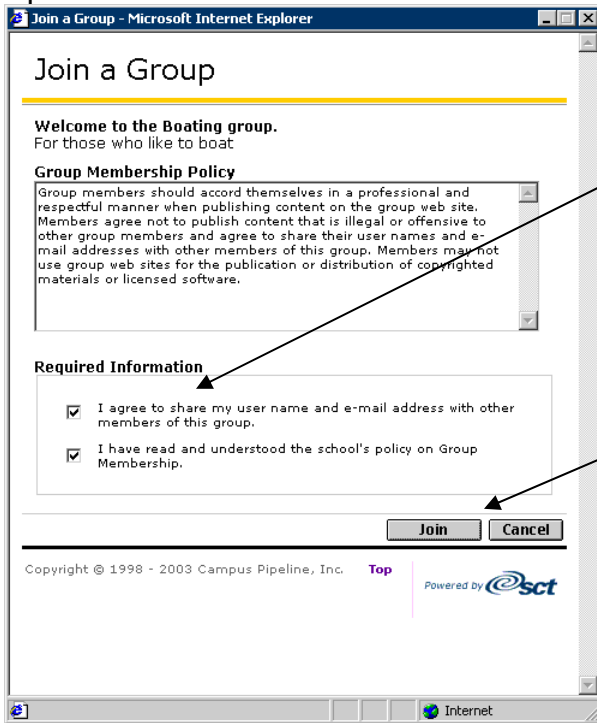 Join a Group - Microsoft Internet Explorer
Join a Group
Welcome to the Boating group.
For those who like to boat
Group Membership Policy
Group members should accord themselves in a professional and
respectful manner when publishing content on the group web site.
Members agree not to publish content that is illegal or offensive to
other group members and agree to share their user names and e-
mail addresses with other members of this group. Members may not
use group web sites for the publication or distribution of copyrighted
materials or licensed software.
Required Information
I agree to share my user name and e-mail address with other
members of this group.
I have read and understood the school's policy on Group
Membership.
Join Cancel
Copyright © 1998 - 2003 Campus Pipeline, Inc. Top
Powered by sct
Internet